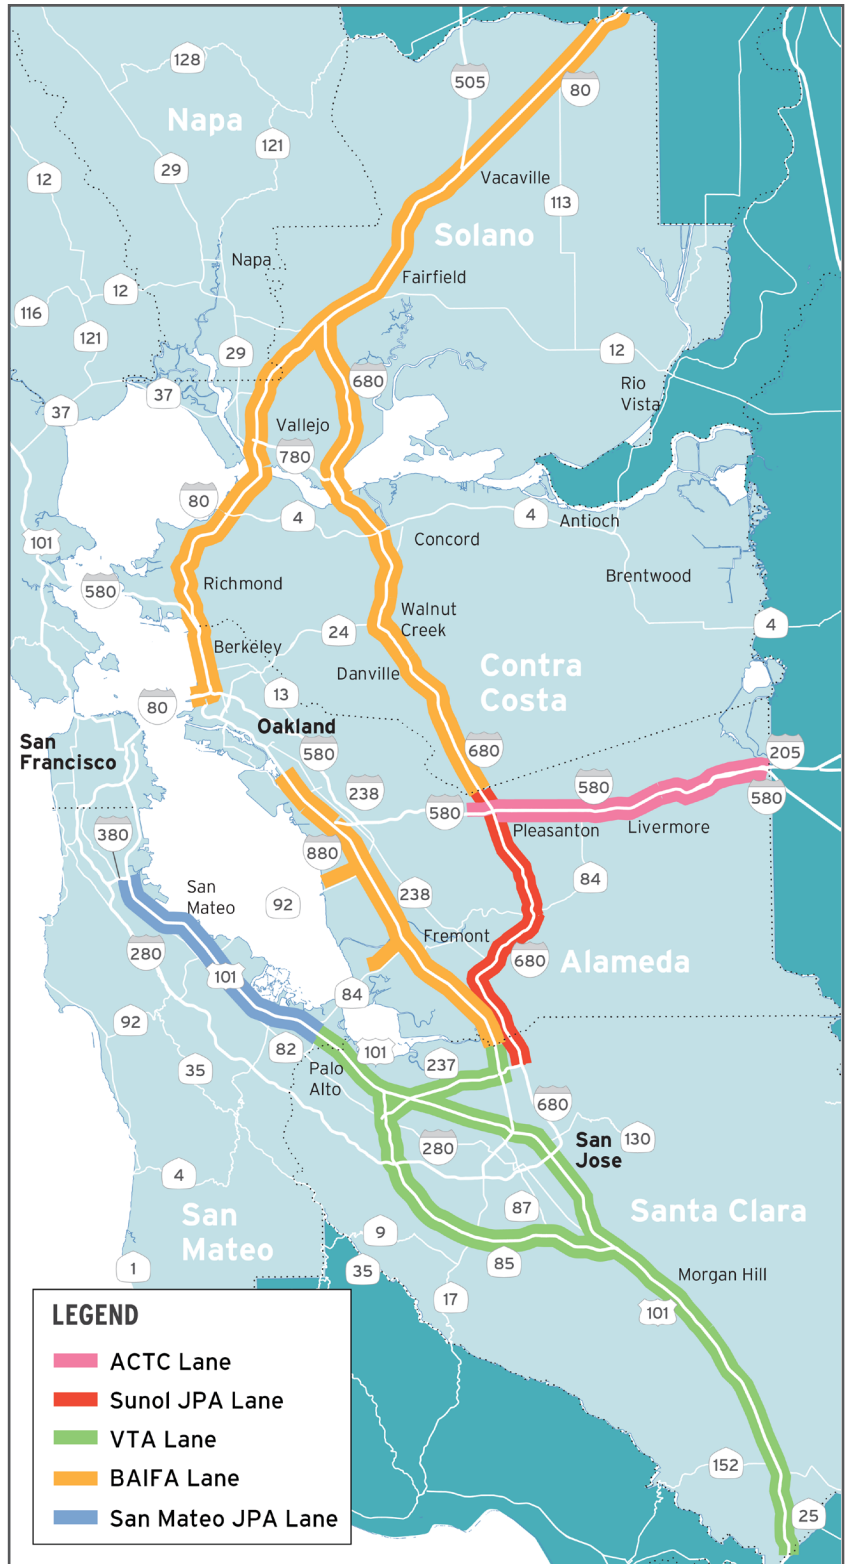 128
505
80
Napa
121
29
12
Vacaville
113
Solano
Napa
Fairfield
12
116
121
29
12
680
Rio
Vista
37
37
Vallejo
780
80
4
4
Antioch
101
Concord
Brentwood
580
Richmond
Walnut
Creek
24
4
Berkeley
Danville
Contra
Costa
13
80
Oakland
San
Francisco
580
680
205
238
580
580
580
Pleasanton
Livermore
380
880
84
San
Mateo
92
238
Fremont
280
680
Alameda
101
84
92
82
101
237
35
Palo
Alto
680
280
San
Jose
130
4
87
Santa Clara
San
Mateo
9
85
1
35
Morgan Hill
17
101
LEGEND
ACTC Lane
Sunol JPA Lane
VTA Lane
BAIFA Lane
San Mateo JPA Lane
152
25